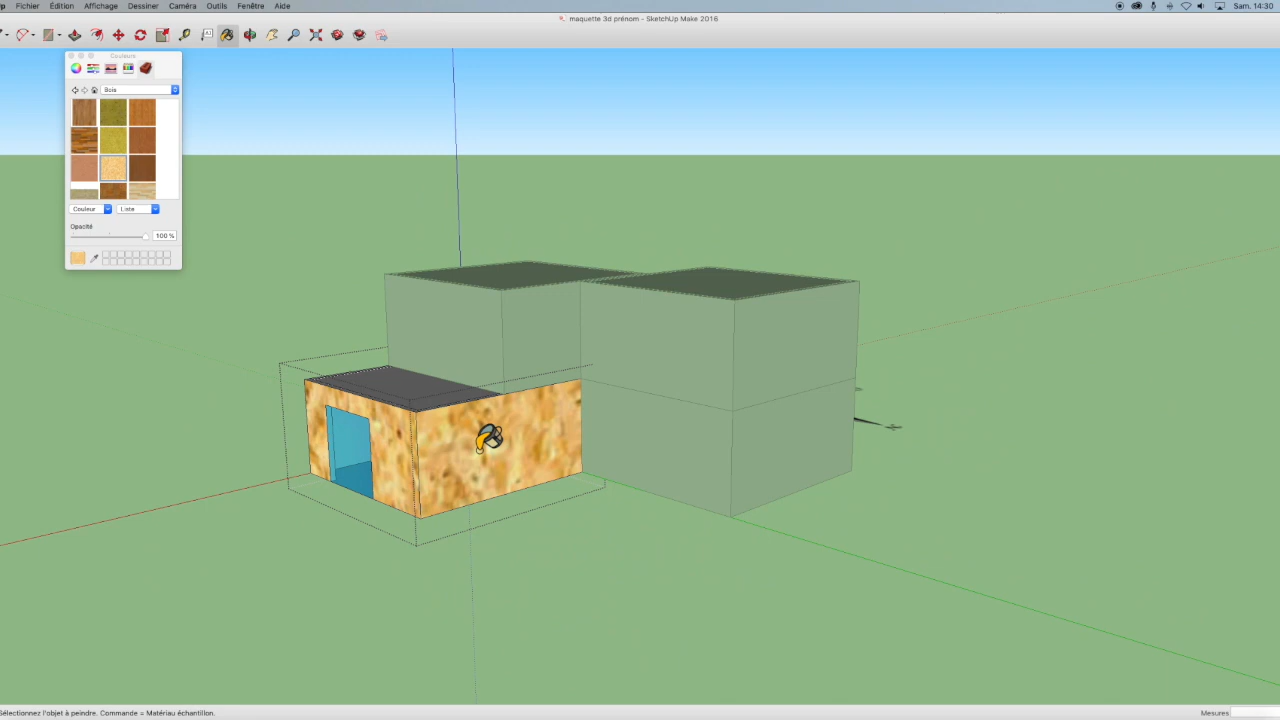 Fichier Édition Affichage Dessiner Caméra Outils Fenêtre Aide Sam. 14:30
maquette 3d prénom - SketchUp Make 2016
Couleurs
Bois
Couleur Liste
Opacité
100 %
Sélectionnez l'objet à peindre. Commande = Matériau échantillon. Mesures